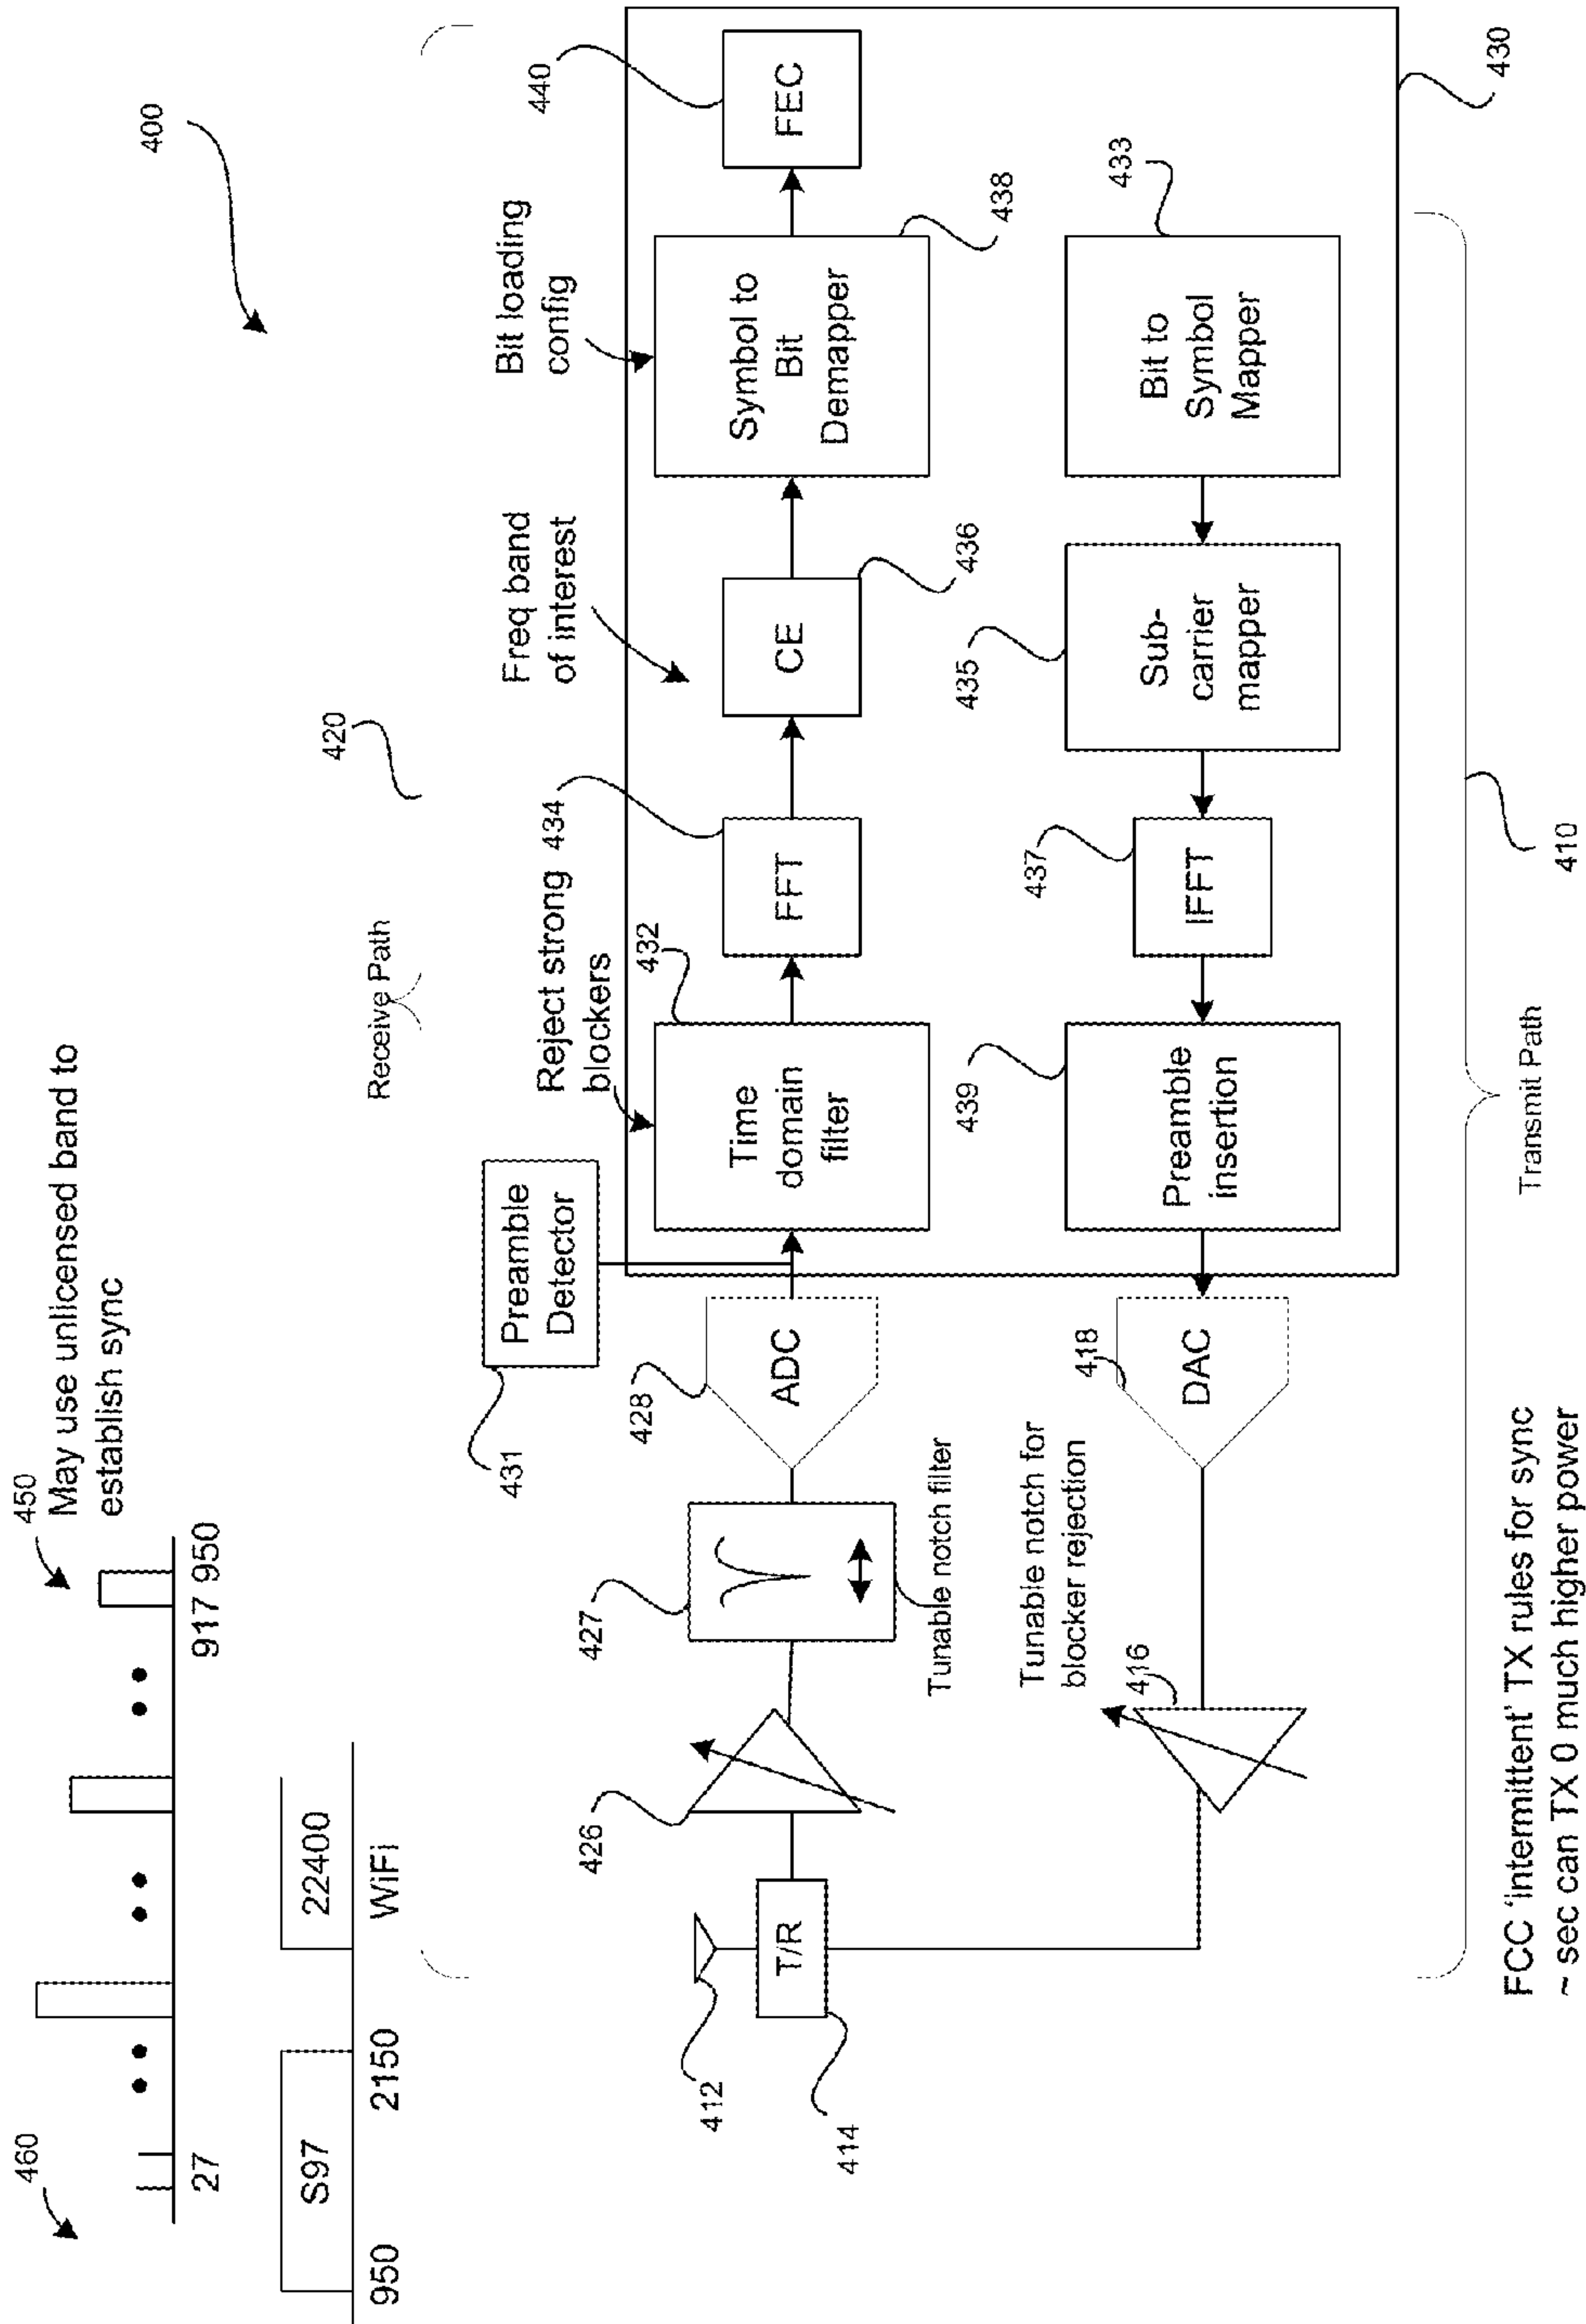 400
460
450
May use unlicensed band to
establish sync
27
917 950
S97
22400
950
2150
WiFi
Receive Path
420
Reject strong
blockers
Freq band
of interest
Bit loading
config
431
Preamble
Detector
432
434
436
438
440
412
T/R
414
426
427
Tunable notch filter
428
ADC
Time
domain
filter
FFT
CE
Symbol to
Bit
Demapper
FEC
Tunable notch for
blocker rejection
416
418
DAC
439
Preamble
insertion
437
IFFT
435
Sub-
carrier
mapper
433
Bit to
Symbol
Mapper
430
Transmit Path
410
FCC 'intermittent' TX rules for sync
~ sec can TX 0 much higher power